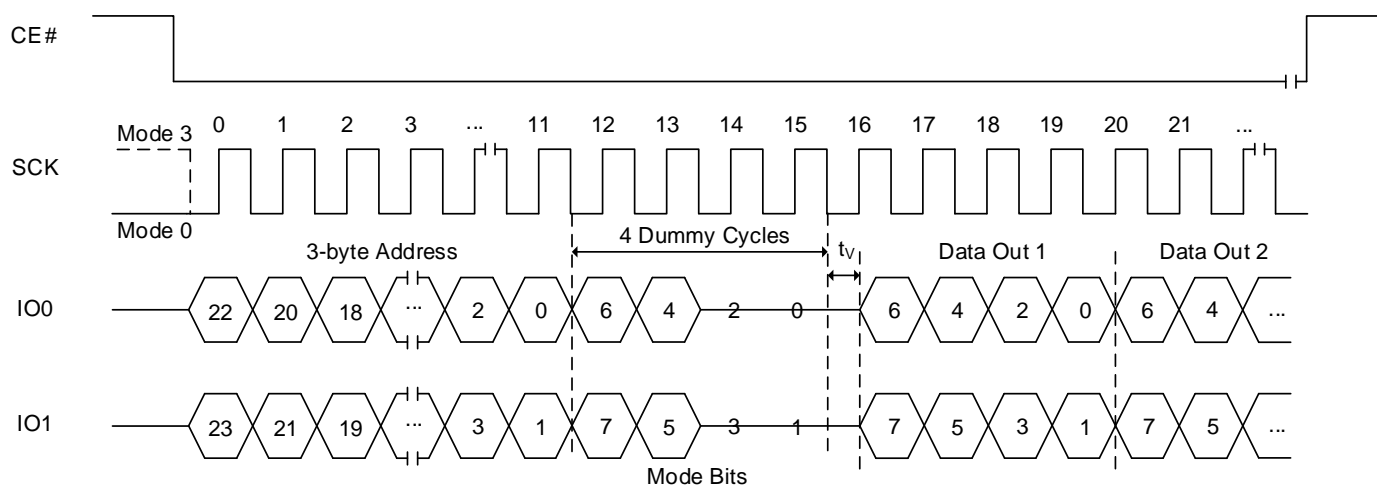 CE#
Mode 3 0 1 2 3 ... 11 12 13 14 15 16 17 18 19 20 21 ...
SCK
Mode 0
3-byte Address 4 Dummy Cycles tV Data Out 1 Data Out 2
IO0 22 20 18 ... 2 0 6 4 2 0 6 4 2 0 6 4 ...
IO1 23 21 19 ... 3 1 7 5 3 1 7 5 3 1 7 5 ...
Mode Bits